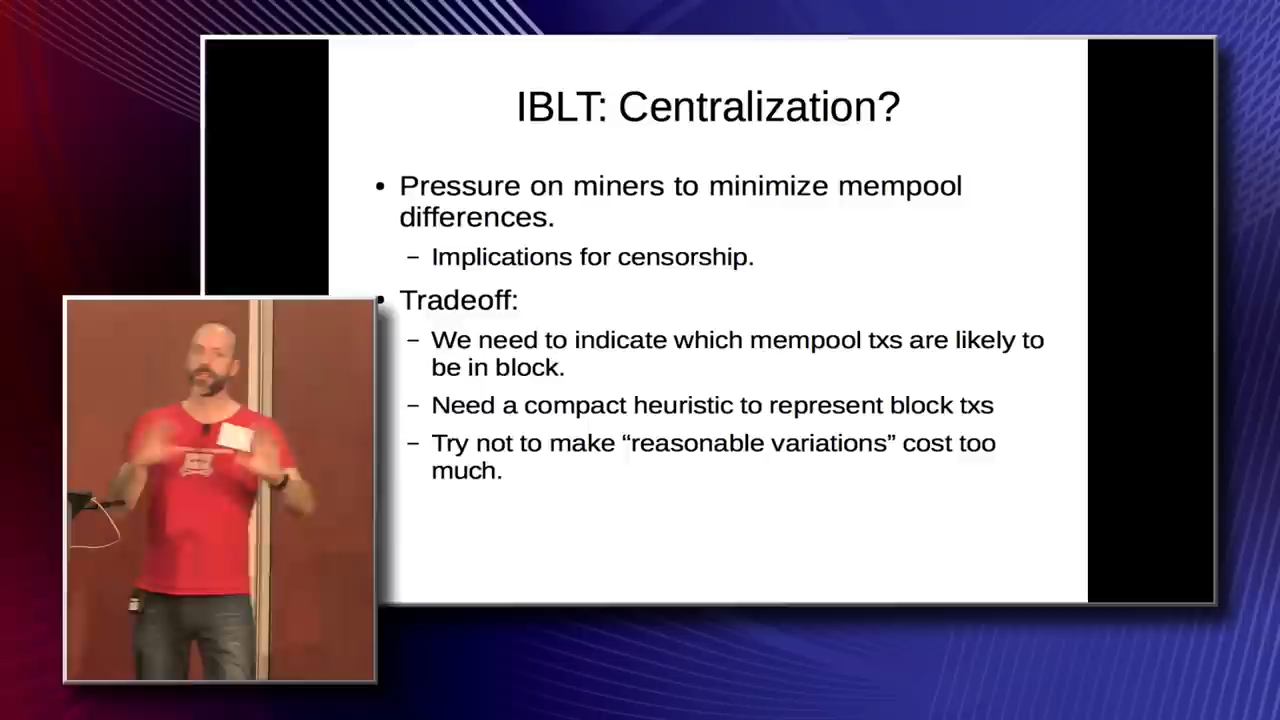 IBLT: Centralization?
• Pressure on miners to minimize mempool
differences.
– Implications for censorship.
• Tradeoff:
– We need to indicate which mempool txs are likely to
be in block.
– Need a compact heuristic to represent block txs
– Try not to make “reasonable variations” cost too
much.